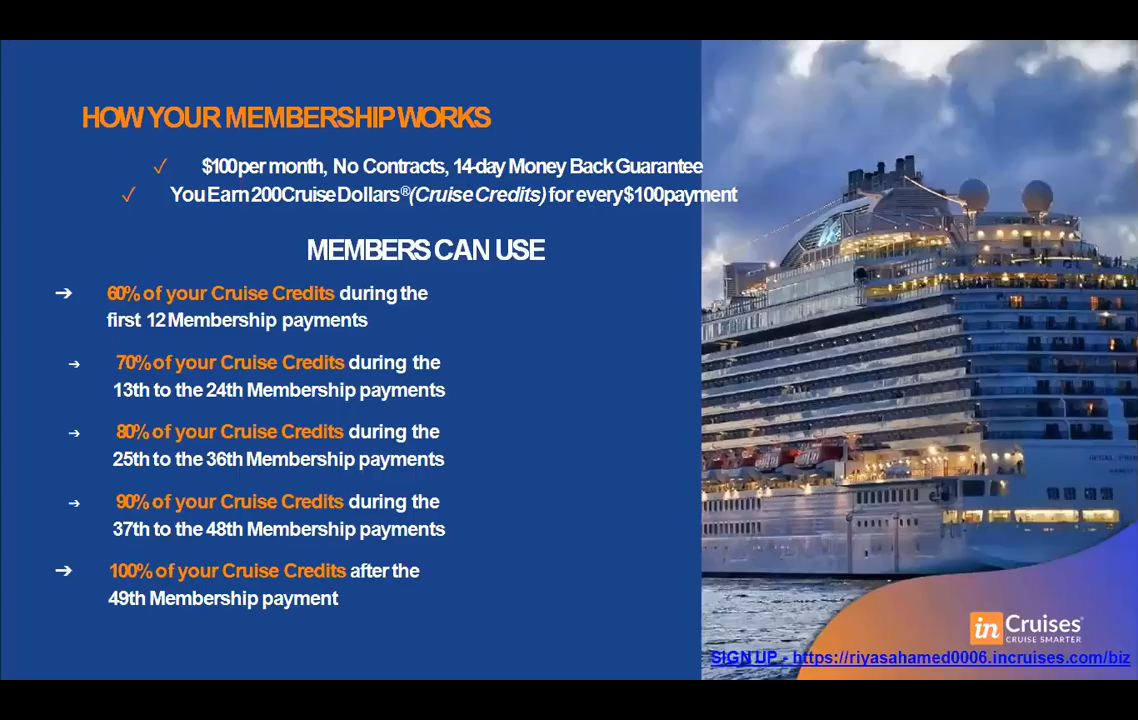 HOW YOUR MEMBERSHIP WORKS
✓ $100 per month, No Contracts, 14-day Money Back Guarantee
✓ You Earn 200 Cruise Dollars® (Cruise Credits) for every $100 payment
MEMBERS CAN USE
➔ 60% of your Cruise Credits during the
first 12 Membership payments
➔ 70% of your Cruise Credits during the
13th to the 24th Membership payments
➔ 80% of your Cruise Credits during the
25th to the 36th Membership payments
➔ 90% of your Cruise Credits during the
37th to the 48th Membership payments
➔ 100% of your Cruise Credits after the
49th Membership payment
in Cruises®
CRUISE SMARTER
SIGN UP - https://riyasahamed0006.incruises.com/biz